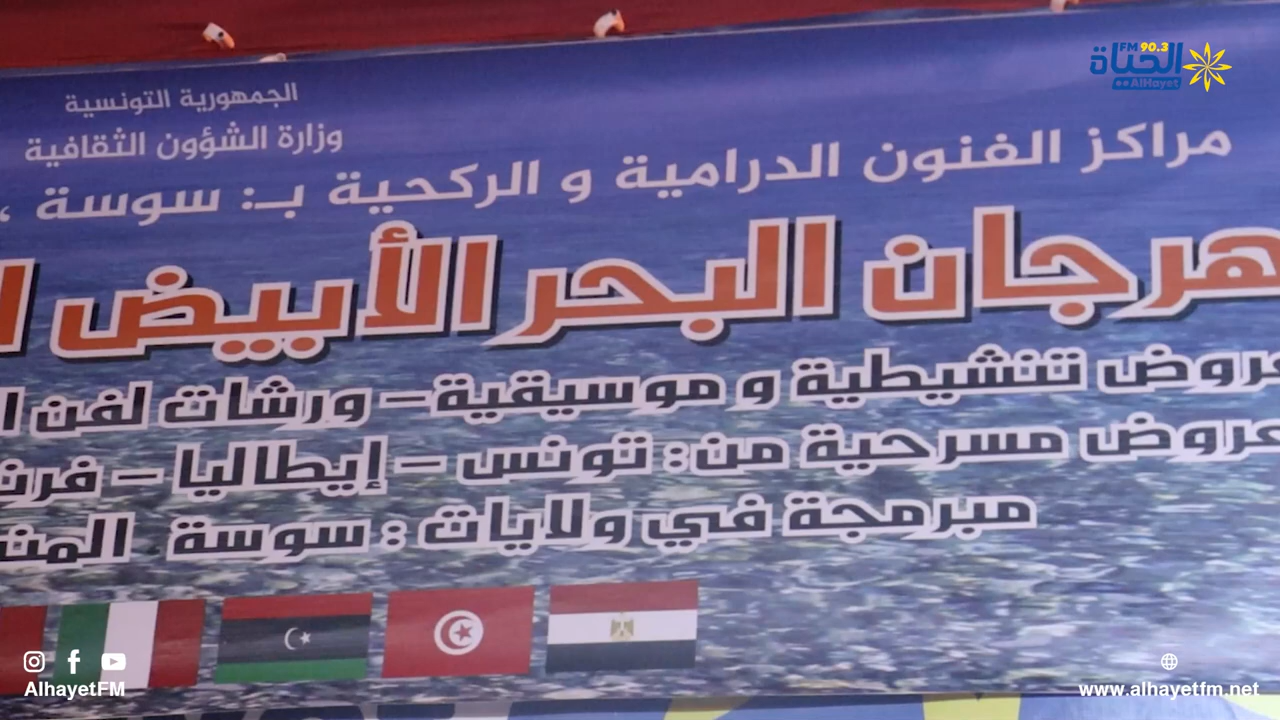 FM 90.3
الحياة
AlHayet
الجمهورية التونسية
وزارة الشؤون الثقافية
مراكز الفنون الدرامية و الركحية بـ: سوسة ،
هرجان البحر الأبيض ا
عروض تنشيطية و موسيقية – ورشات لفن ا
عروض مسرحية من: تونس – إيطاليا – فرن
مبرمجة في ولايات : سوسة المن
AlhayetFM
www.alhayetfm.net